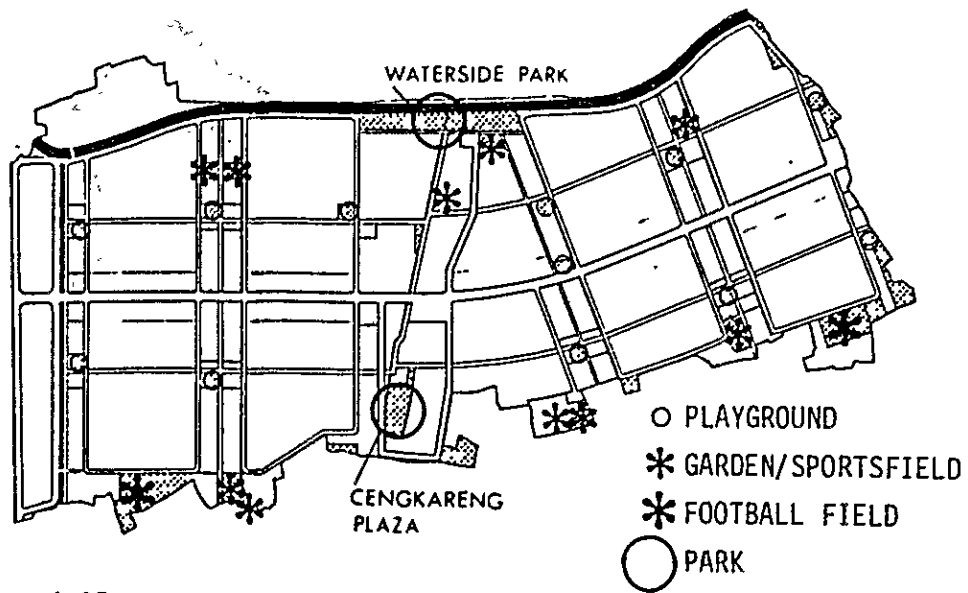 WATERSIDE PARK
CENGKARENG
PLAZA
PLAYGROUND
GARDEN/SPORTSFIELD
FOOTBALL FIELD
PARK